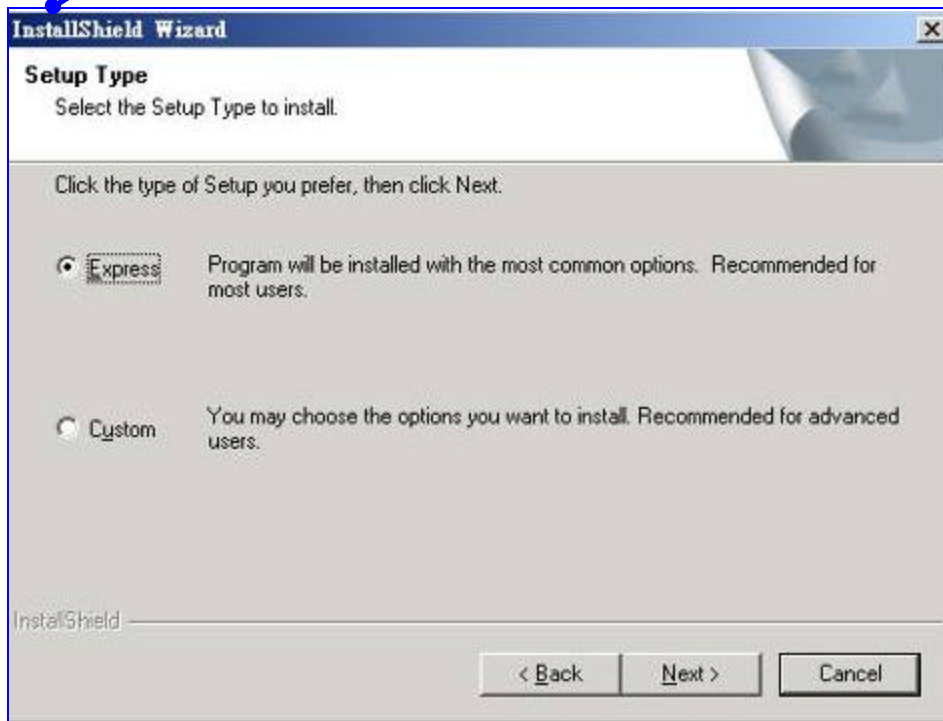 InstallShield Wizard
Setup Type
Select the Setup Type to install.
Click the type of Setup you prefer, then click Next.
Express
Program will be installed with the most common options. Recommended for
most users.
Custom
You may choose the options you want to install. Recommended for advanced
users.
InstallShield
< Back
Next >
Cancel